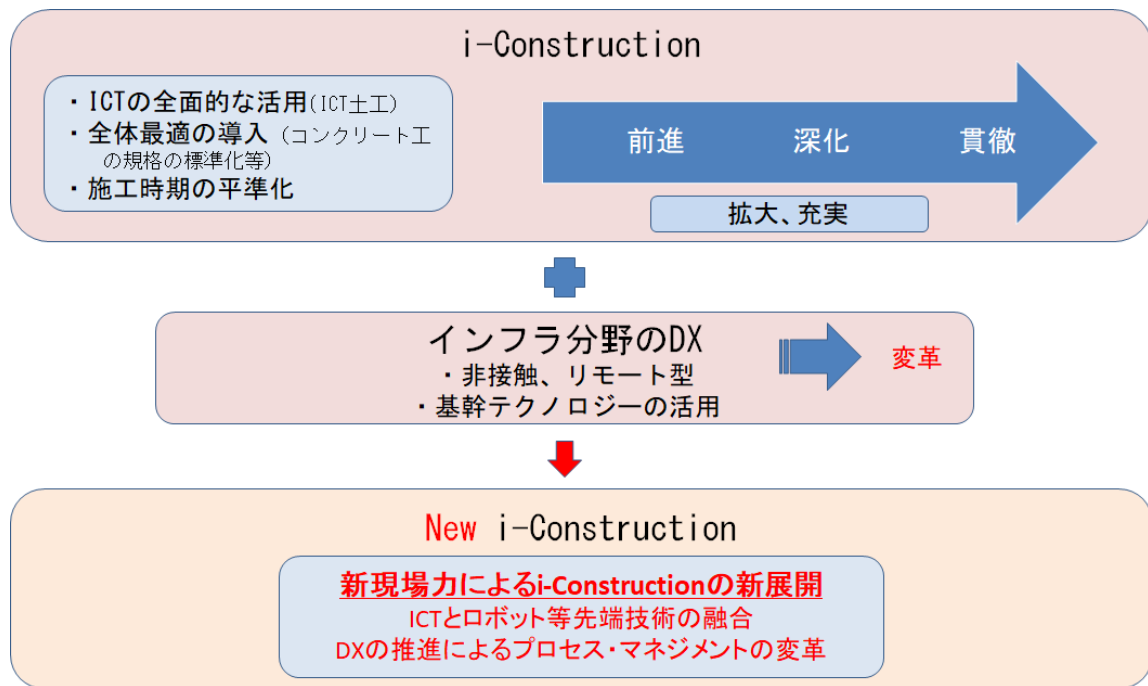 i-Construction
・ICTの全面的な活用(ICT土工)
・全体最適の導入 (コンクリート工
の規格の標準化等)
・施工時期の平準化
前進 深化 貫徹
拡大、充実
インフラ分野のDX
・非接触、リモート型
・基幹テクノロジーの活用
変革
New i-Construction
新現場力によるi-Constructionの新展開
ICTとロボット等先端技術の融合
DXの推進によるプロセス・マネジメントの変革